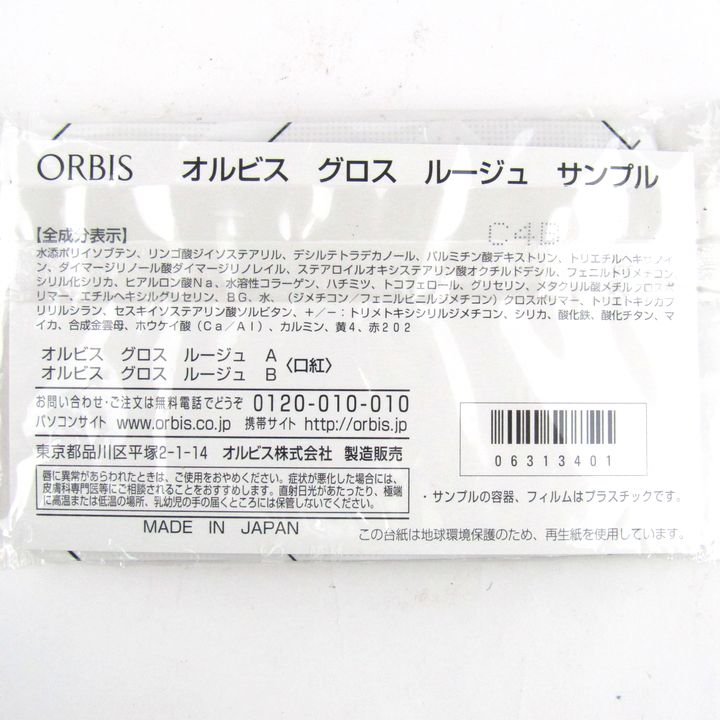 ORBIS オルビス グロス ルージュ サンプル
C4B
【全成分表示】
水添ポリイソブテン、リンゴ酸ジイソステアリル、デシルテトラデカノール、パルミチン酸デキストリン、トリエチルヘキサノイ
ン、ダイマージリノール酸ダイマージリノレイル、ステアロイルオキシステアリン酸オクチルドデシル、フェニルトリメチコン、
シリル化シリカ、ヒアルロン酸Na、水溶性コラーゲン、ハチミツ、トコフェロール、グリセリン、メタクリル酸メチルクロスポ
リマー、エチルヘキシルグリセリン、BG、水、(ジメチコン/フェニルビニルジメチコン)クロスポリマー、トリエトキシカプ
リリルシラン、セスキイソステアリン酸ソルビタン、+/-:トリメトキシシリルジメチコン、シリカ、酸化鉄、酸化チタン、マ
イカ、合成金雲母、ホウケイ酸(Ca/Al)、カルミン、黄4、赤202
オルビス グロス ルージュ A
オルビス グロス ルージュ B
〈口紅〉
お問い合わせ・ご注文は無料電話でどうぞ 0120-010-010
パソコンサイト www.orbis.co.jp 携帯サイト http://orbis.jp
東京都品川区平塚2-1-14 オルビス株式会社 製造販売
唇に異常があらわれたときは、ご使用をおやめください。症状が悪化した場合には、
皮膚科専門医等にご相談されることをおすすめします。直射日光があたったり、極端
に高温または低温の場所、乳幼児の手の届くところには保管しないでください。
MADE IN JAPAN
06313401
・サンプルの容器、フィルムはプラスチックです。
この台紙は地球環境保護のため、再生紙を使用しています。